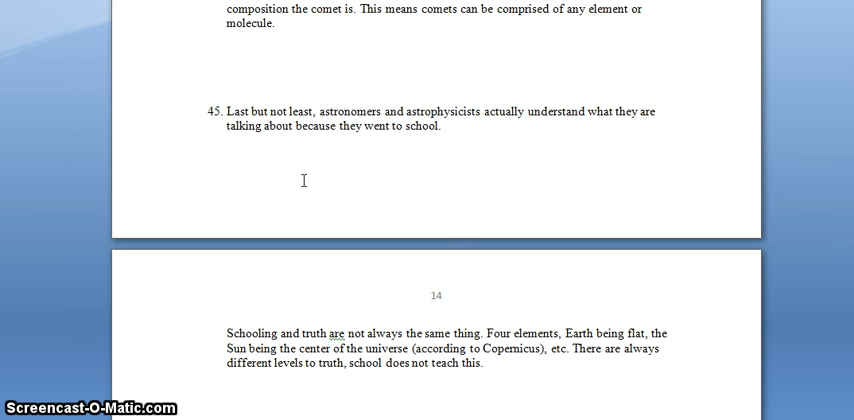 composition the comet is. This means comets can be comprised of any element or
molecule.
45. Last but not least, astronomers and astrophysicists actually understand what they are
talking about because they went to school.
14
Schooling and truth are not always the same thing. Four elements, Earth being flat, the
Sun being the center of the universe (according to Copernicus), etc. There are always
different levels to truth, school does not teach this.
Screencast-O-Matic.com